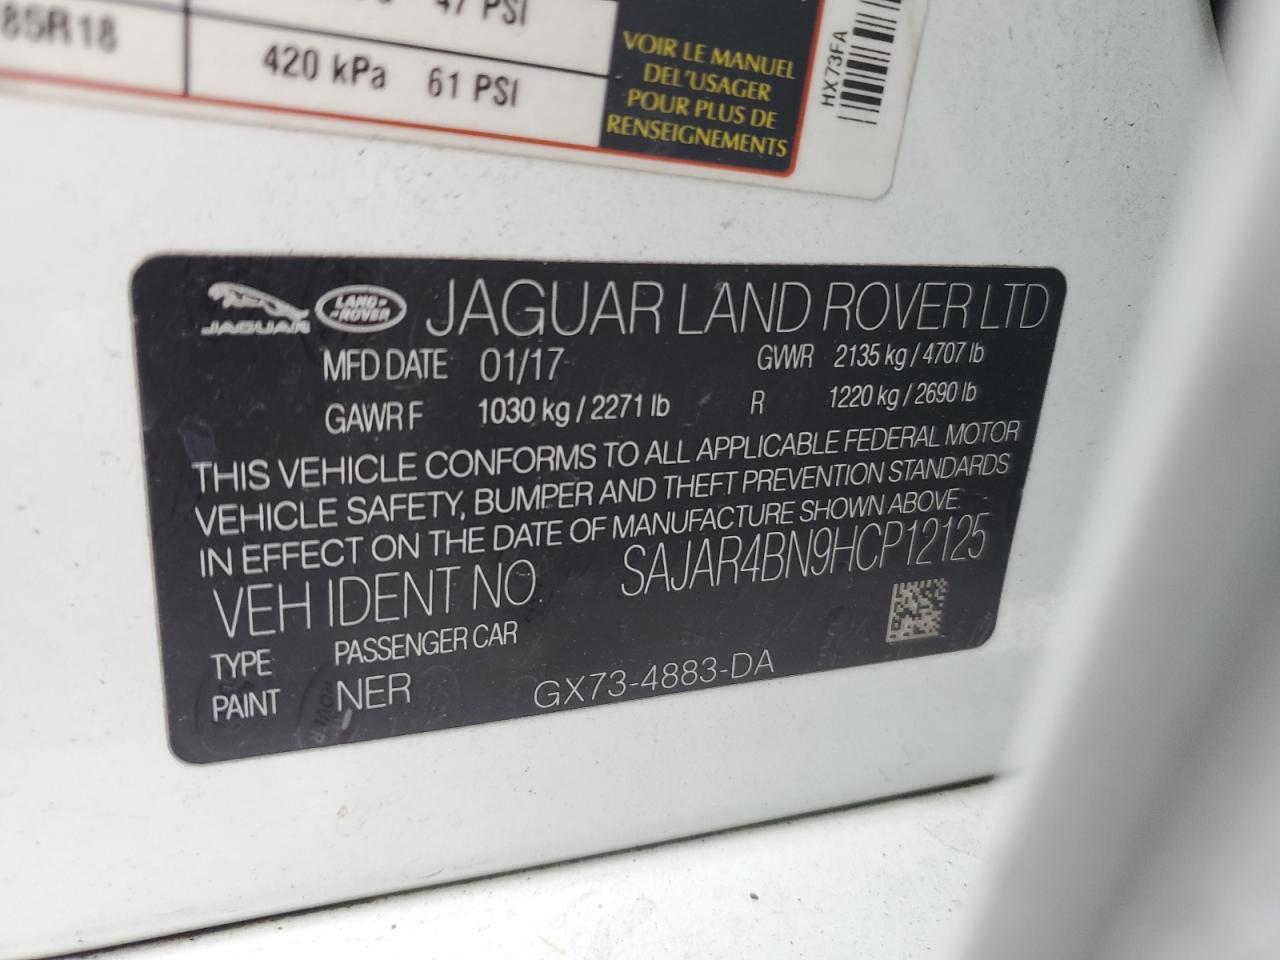 47 PSI
85R18
420 kPa 61 PSI
VOIR LE MANUEL
DEL'USAGER
POUR PLUS DE
RENSEIGNEMENTS
HX73FA
JAGUAR
LAND-
-ROVER
JAGUAR LAND ROVER LTD
MFD DATE 01/17 GVWR 2135 kg / 4707 lb
GAWR F 1030 kg / 2271 lb R 1220 kg / 2690 lb
THIS VEHICLE CONFORMS TO ALL APPLICABLE FEDERAL MOTOR
VEHICLE SAFETY, BUMPER AND THEFT PREVENTION STANDARDS
IN EFFECT ON THE DATE OF MANUFACTURE SHOWN ABOVE.
VEH IDENT NO. SAJAR4BN9HCP12125
TYPE PASSENGER CAR
PAINT NER GX73-4883-DA